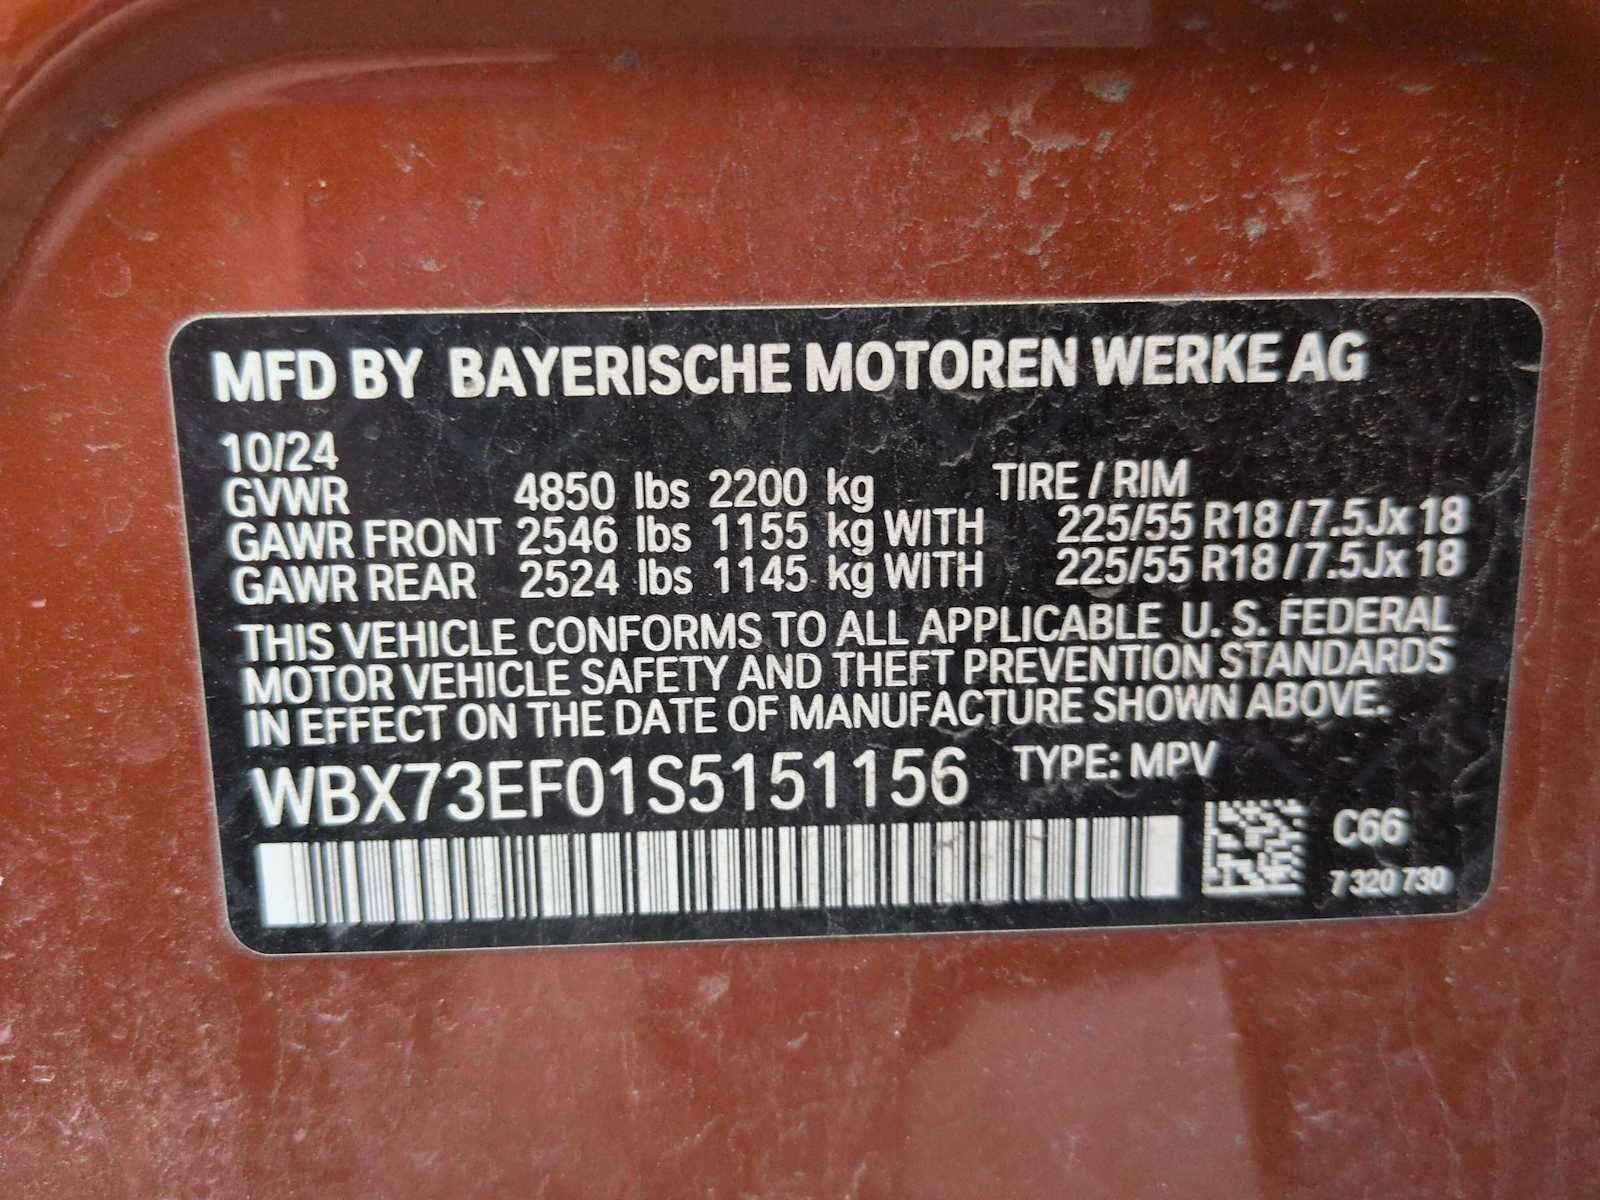 MFD BY BAYERISCHE MOTOREN WERKE AG
10/24
GVWR 4850 lbs 2200 kg TIRE / RIM
GAWR FRONT 2546 lbs 1155 kg WITH 225/55 R18 / 7.5Jx 18
GAWR REAR 2524 lbs 1145 kg WITH 225/55 R18 / 7.5Jx 18
THIS VEHICLE CONFORMS TO ALL APPLICABLE U. S. FEDERAL
MOTOR VEHICLE SAFETY AND THEFT PREVENTION STANDARDS
IN EFFECT ON THE DATE OF MANUFACTURE SHOWN ABOVE.
WBX73EF01S5151156 TYPE: MPV
C66
7 320 730